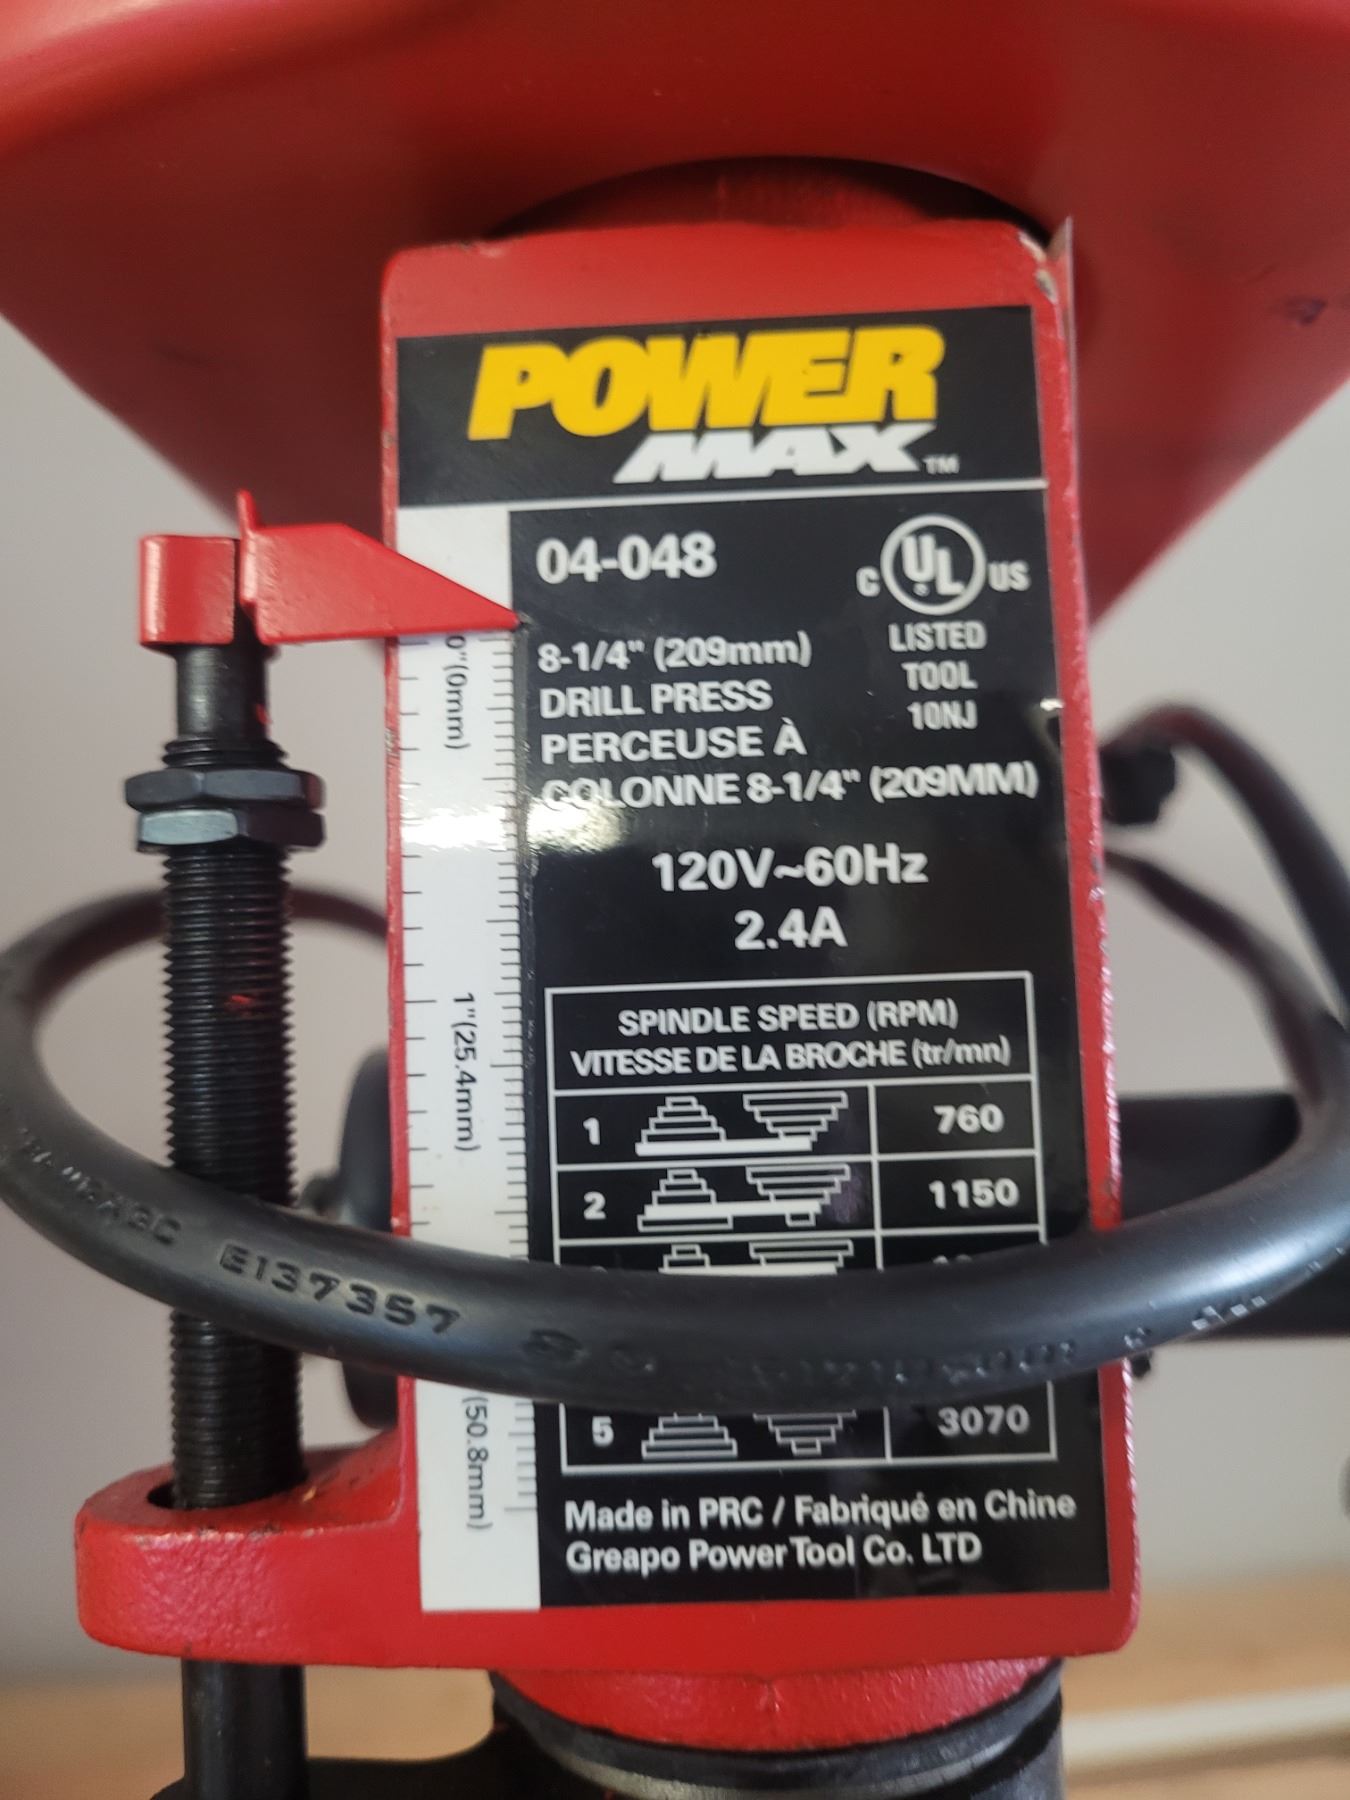 POWER
MAX™
04-048
C UL US
LISTED
TOOL
10NJ
8-1/4" (209mm)
DRILL PRESS
PERCEUSE À
COLONNE 8-1/4" (209MM)
120V~60Hz
2.4A
0"(0mm)
1"(25.4mm)
(50.8mm)
SPINDLE SPEED (RPM)
VITESSE DE LA BROCHE (tr/mn)
1 760
2 1150
5 3070
E137357
Made in PRC / Fabriqué en Chine
Greapo Power Tool Co. LTD